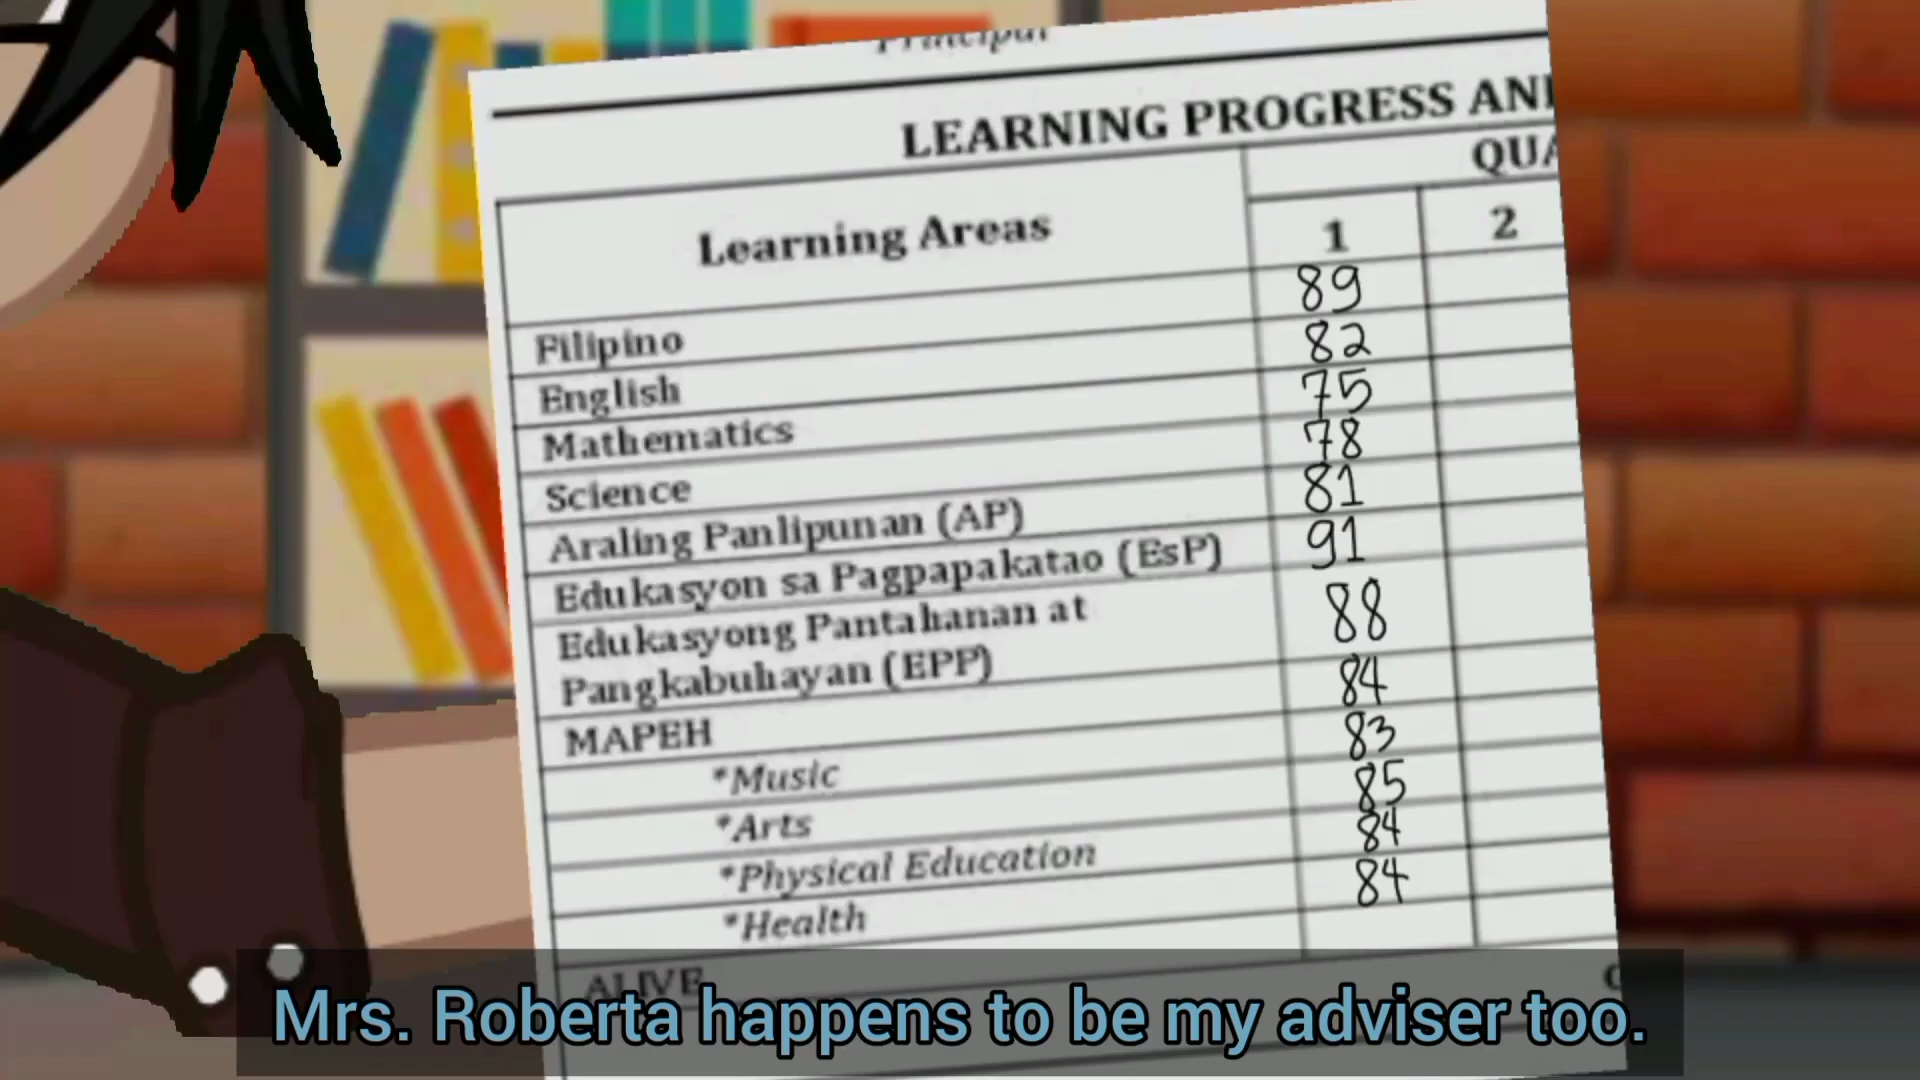 Principal
LEARNING PROGRESS AN
QUA
Learning Areas
1
2
89
Filipino
82
English
75
Mathematics
78
Science
81
Araling Panlipunan (AP)
91
Edukasyon sa Pagpapakatao (EsP)
88
Edukasyong Pantahanan at
Pangkabuhayan (EPP)
84
MAPEH
83
*Music
85
*Arts
84
*Physical Education
84
*Health
ALIVE
Mrs. Roberta happens to be my adviser too.